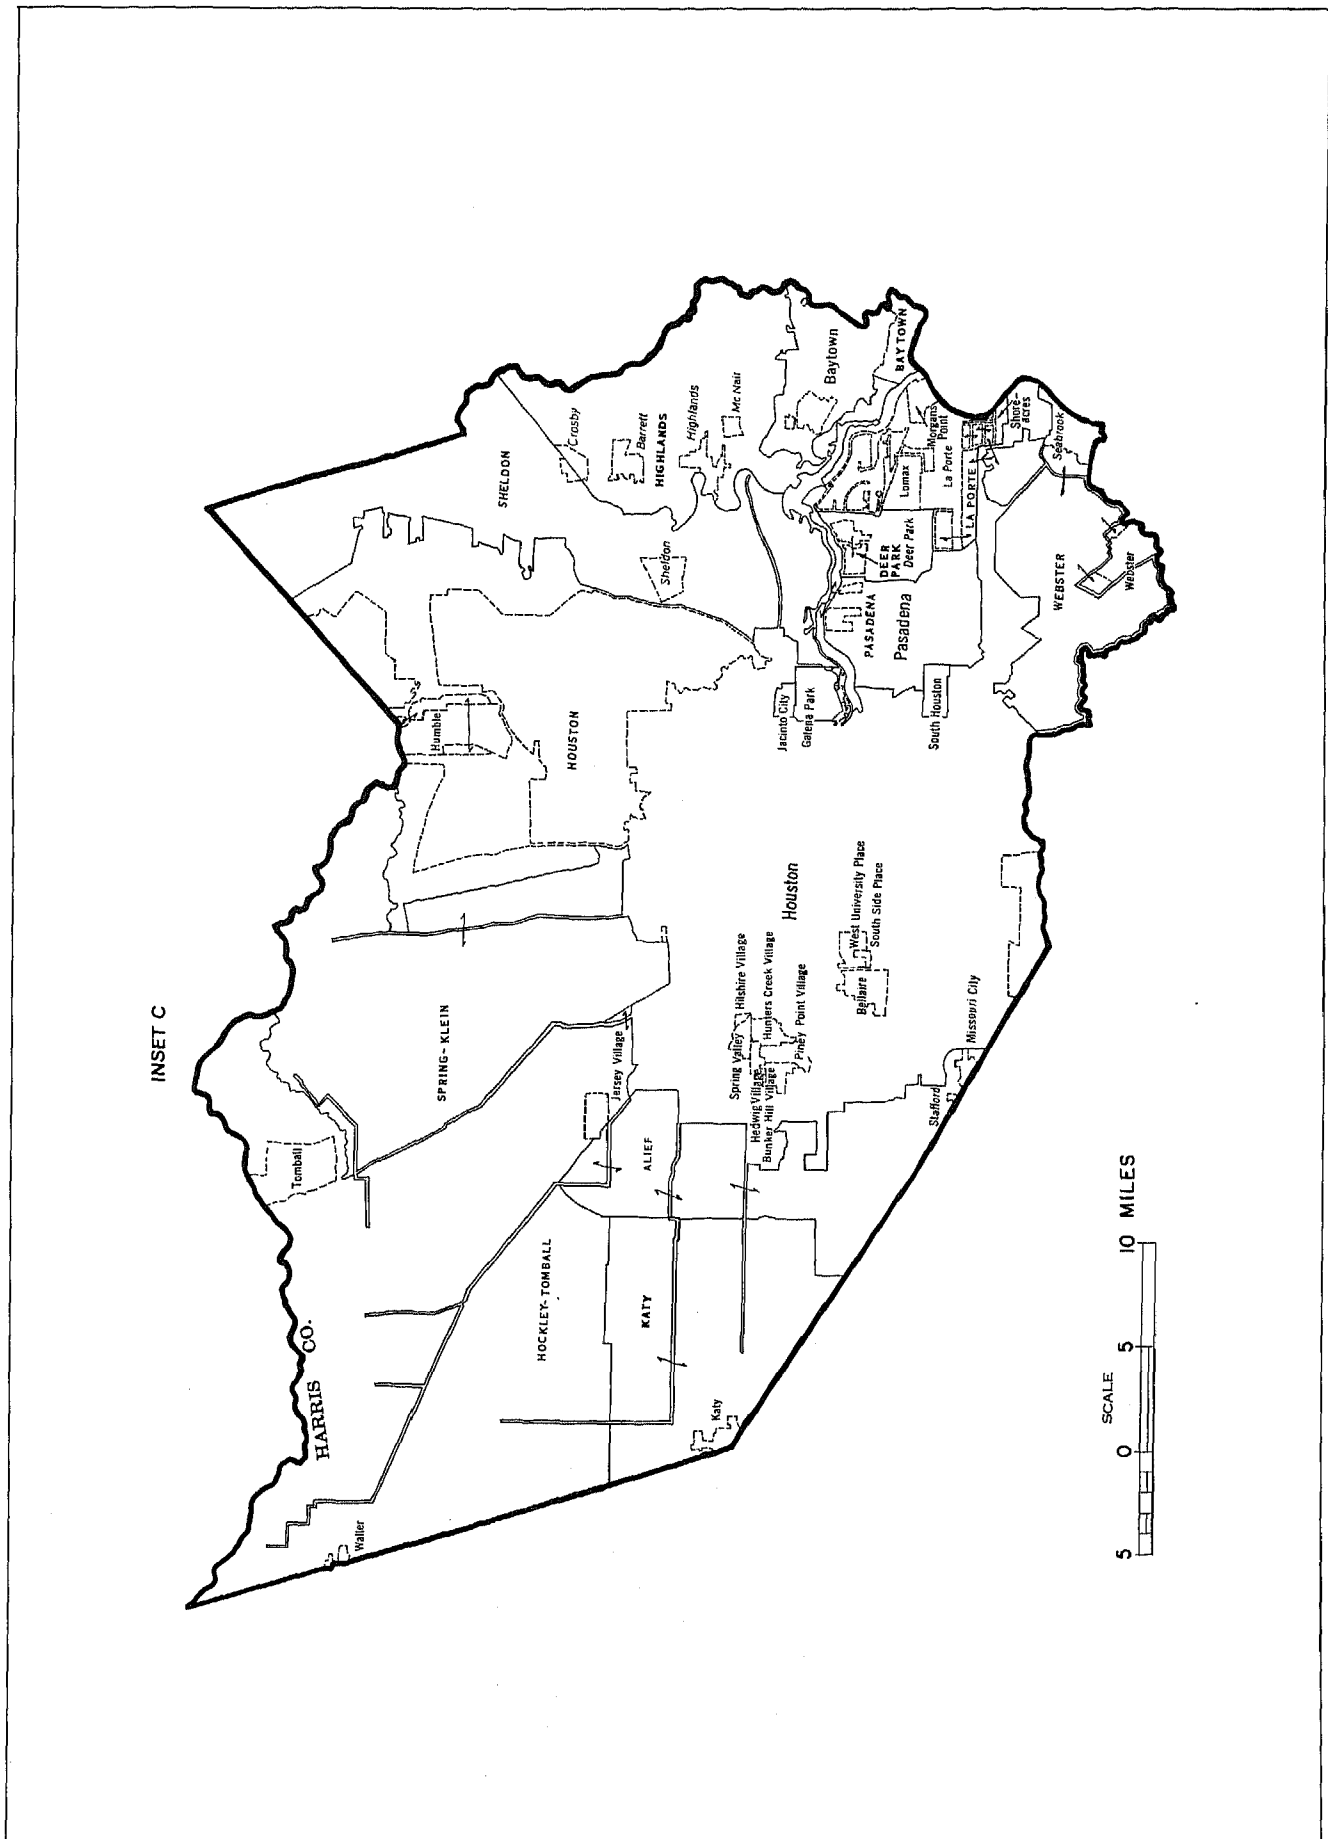 INSET C
HARRIS CO.
Tomball
Waller
SPRING-KLEIN
HOCKLEY-TOMBALL
KATY
Katy
ALIEF
Jersey Village
Humble
HOUSTON
SHELDON
Crosby
Barrett
HIGHLANDS
Highlands
Mc Nair
Sheldon
Baytown
BAYTOWN
Jacinto City
Galena Park
PASADENA
Pasadena
DEER
PARK
Deer Park
Lomax
La Porte
Morgans
Point
LA PORTE
Shore-
acres
Seabrook
WEBSTER
Webster
South Houston
Houston
Spring Valley
Hilshire Village
Hedwig Village
Hunters Creek Village
Bunker Hill Village
Piney Point Village
Bellaire
West University Place
South Side Place
Stafford
Missouri City
SCALE
5 0 5 10 MILES